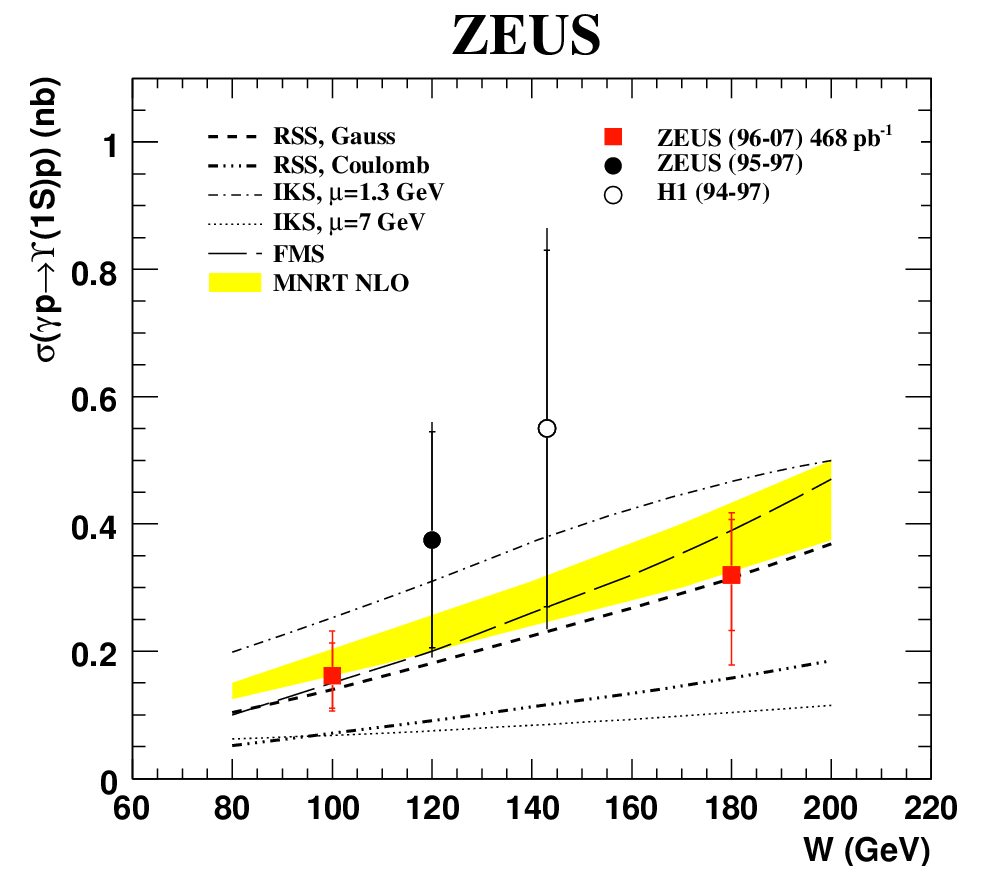 ZEUS
σ(γp→ϒ(1S)p) (nb)
RSS, Gauss
RSS, Coulomb
IKS, μ=1.3 GeV
IKS, μ=7 GeV
FMS
MNRT NLO
ZEUS (96-07) 468 pb⁻¹
ZEUS (95-97)
H1 (94-97)
1
0.8
0.6
0.4
0.2
0
60 80 100 120 140 160 180 200 220
W (GeV)